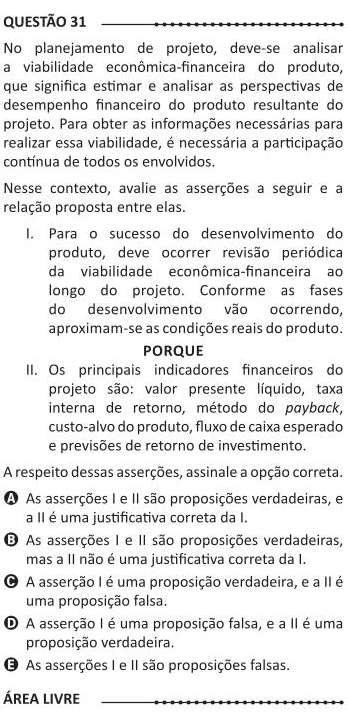 QUESTÃO 31
No planejamento de projeto, deve-se analisar
a viabilidade econômica-financeira do produto,
que significa estimar e analisar as perspectivas de
desempenho financeiro do produto resultante do
projeto. Para obter as informações necessárias para
realizar essa viabilidade, é necessária a participação
contínua de todos os envolvidos.
Nesse contexto, avalie as asserções a seguir e a
relação proposta entre elas.
I. Para o sucesso do desenvolvimento do
produto, deve ocorrer revisão periódica
da viabilidade econômica-financeira ao
longo do projeto. Conforme as fases
do desenvolvimento vão ocorrendo,
aproximam-se as condições reais do produto.
PORQUE
II. Os principais indicadores financeiros do
projeto são: valor presente líquido, taxa
interna de retorno, método do payback,
custo-alvo do produto, fluxo de caixa esperado
e previsões de retorno de investimento.
A respeito dessas asserções, assinale a opção correta.
A As asserções I e II são proposições verdadeiras, e
a II é uma justificativa correta da I.
B As asserções I e II são proposições verdadeiras,
mas a II não é uma justificativa correta da I.
C A asserção I é uma proposição verdadeira, e a II é
uma proposição falsa.
D A asserção I é uma proposição falsa, e a II é uma
proposição verdadeira.
E As asserções I e II são proposições falsas.
ÁREA LIVRE